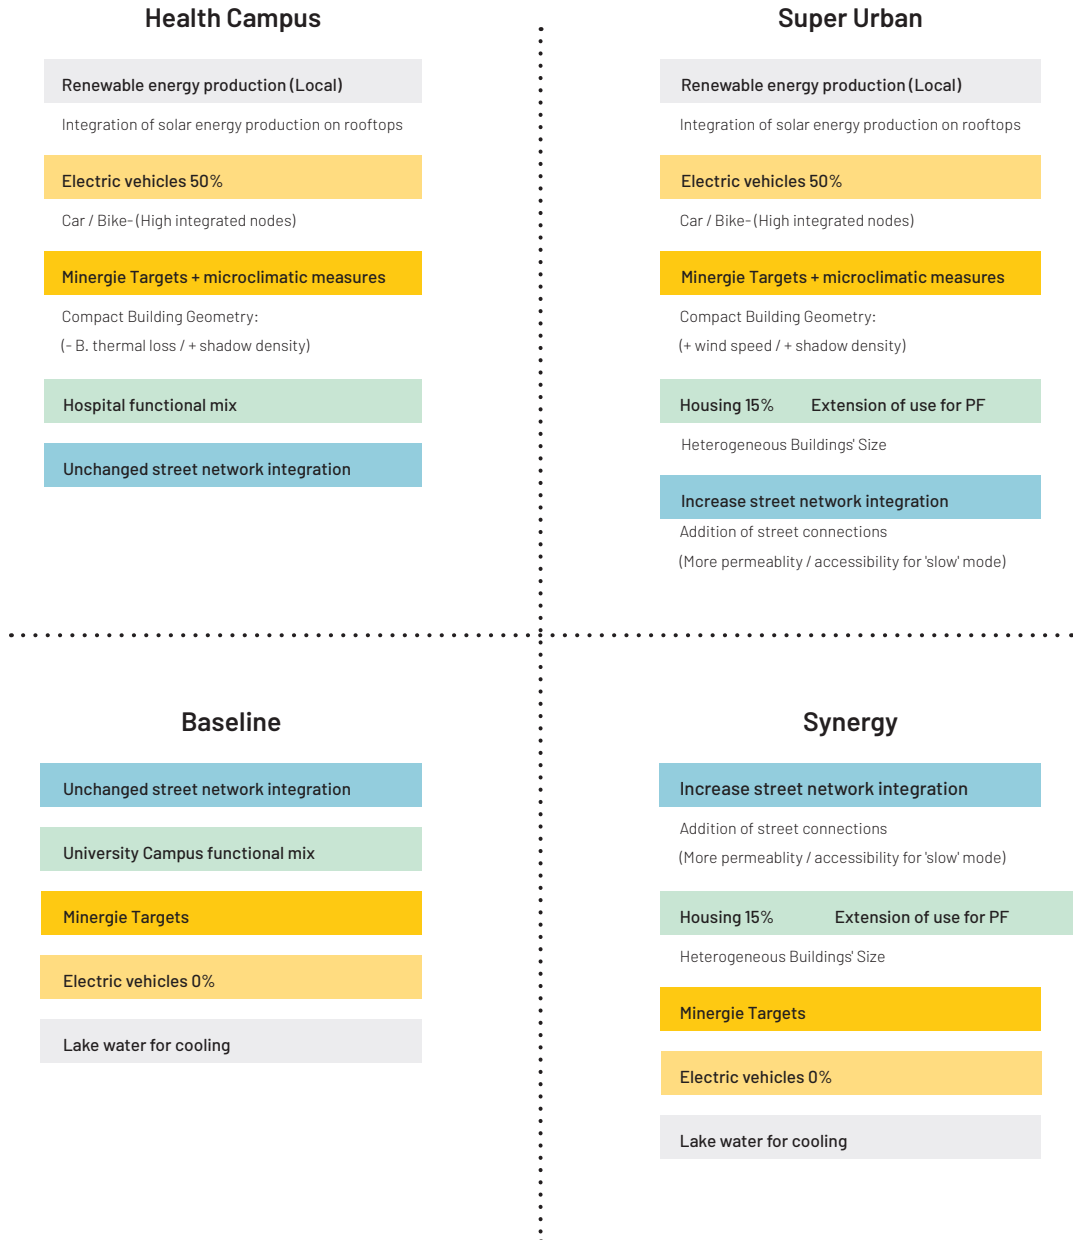 Health Campus
Renewable energy production (Local)
Integration of solar energy production on rooftops
Electric vehicles 50%
Car / Bike- (High integrated nodes)
Minergie Targets + microclimatic measures
Compact Building Geometry:
(- B. thermal loss / + shadow density)
Hospital functional mix
Unchanged street network integration
Super Urban
Renewable energy production (Local)
Integration of solar energy production on rooftops
Electric vehicles 50%
Car / Bike- (High integrated nodes)
Minergie Targets + microclimatic measures
Compact Building Geometry:
(+ wind speed / + shadow density)
Housing 15% Extension of use for PF
Heterogeneous Buildings' Size
Increase street network integration
Addition of street connections
(More permeablity / accessibility for 'slow' mode)
Baseline
Unchanged street network integration
University Campus functional mix
Minergie Targets
Electric vehicles 0%
Lake water for cooling
Synergy
Increase street network integration
Addition of street connections
(More permeablity / accessibility for 'slow' mode)
Housing 15% Extension of use for PF
Heterogeneous Buildings' Size
Minergie Targets
Electric vehicles 0%
Lake water for cooling